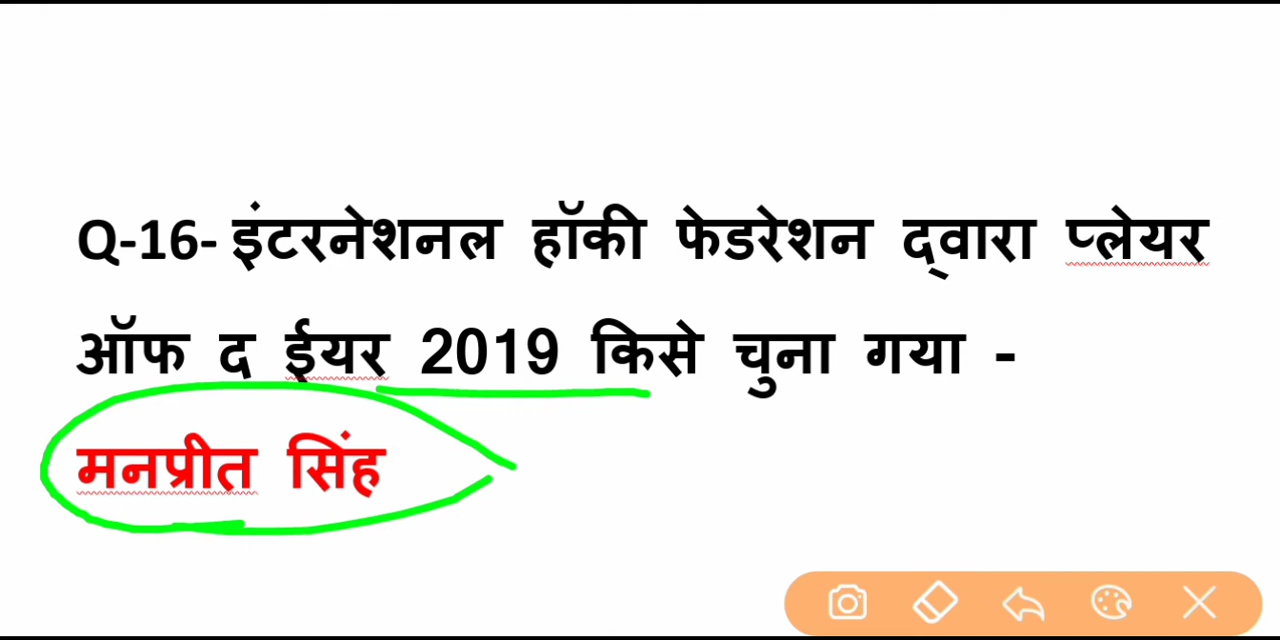 Q-16- इंटरनेशनल हॉकी फेडरेशन द्वारा प्लेयर
ऑफ द ईयर 2019 किसे चुना गया -
मनप्रीत सिंह